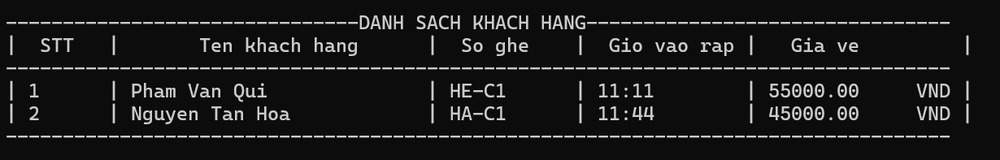 -------------------------------DANH SACH KHACH HANG--------------------------------
|  STT   |       Ten khach hang      |  So ghe    |  Gio vao rap |   Gia ve         |
-----------------------------------------------------------------------------------
| 1      | Pham Van Qui              | HE-C1      | 11:11        | 55000.00     VND |
| 2      | Nguyen Tan Hoa            | HA-C1      | 11:44        | 45000.00     VND |
-----------------------------------------------------------------------------------